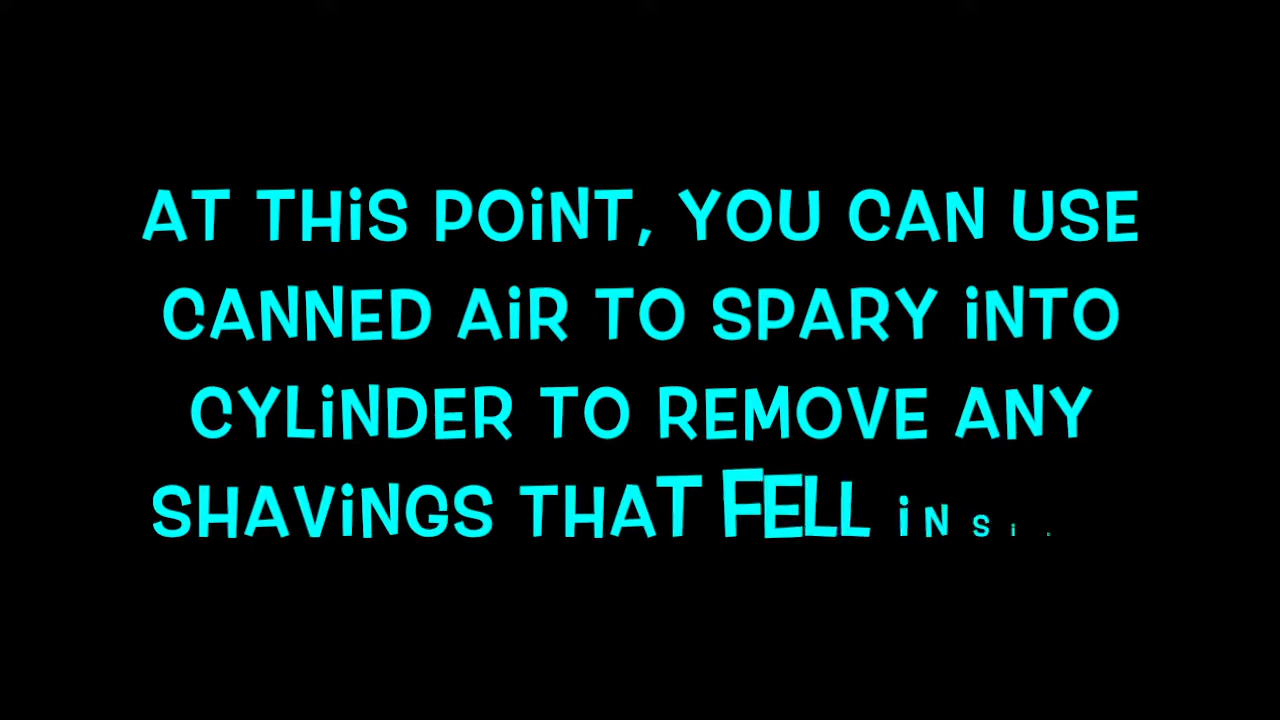 AT THiS POiNT, YOU CAN USE
CANNED AiR TO SPARY iNTO
CYLiNDER TO REMOVE ANY
SHAViNGS THAT FELL